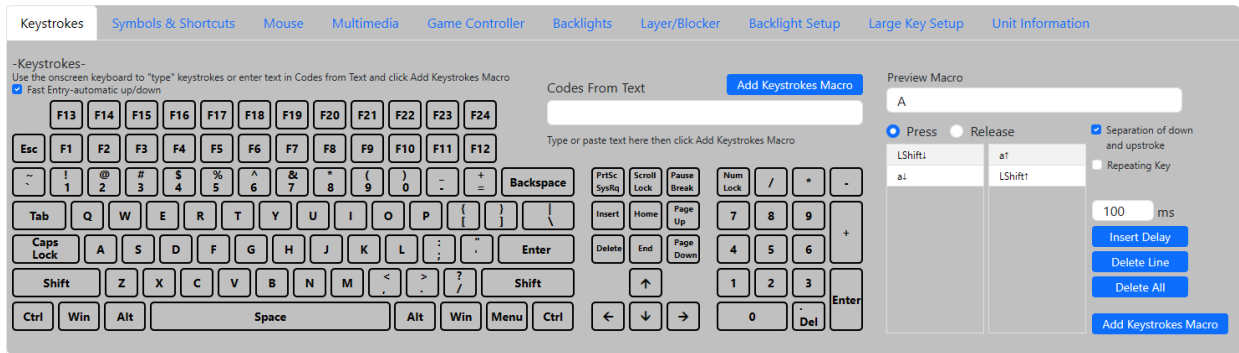 Keystrokes Symbols & Shortcuts Mouse Multimedia Game Controller Backlights Layer/Blocker Backlight Setup Large Key Setup Unit Information
-Keystrokes-
Use the onscreen keyboard to "type" keystrokes or enter text in Codes from Text and click Add Keystrokes Macro
Fast Entry-automatic up/down
F13 F14 F15 F16 F17 F18 F19 F20 F21 F22 F23 F24
Esc F1 F2 F3 F4 F5 F6 F7 F8 F9 F10 F11 F12
~ ! @ # $ % ^ & * ( ) _ +
` 1 2 3 4 5 6 7 8 9 0 - = Backspace
Tab Q W E R T Y U I O P { } |
[ ] \
Caps Lock A S D F G H J K L : " Enter
; '
Shift Z X C V B N M < > ? Shift
, . /
Ctrl Win Alt Space Alt Win Menu Ctrl
Codes From Text Add Keystrokes Macro
Type or paste text here then click Add Keystrokes Macro
PrtSc Scroll Pause
SysRq Lock Break
Insert Home Page Up
Delete End Page Down
↑
← ↓ →
Num Lock / * -
7 8 9 +
4 5 6
1 2 3 Enter
0 . Del
Preview Macro
A
Press Release
LShift↓ a↑
a↓ LShift↑
Separation of down
and upstroke
Repeating Key
100 ms
Insert Delay
Delete Line
Delete All
Add Keystrokes Macro